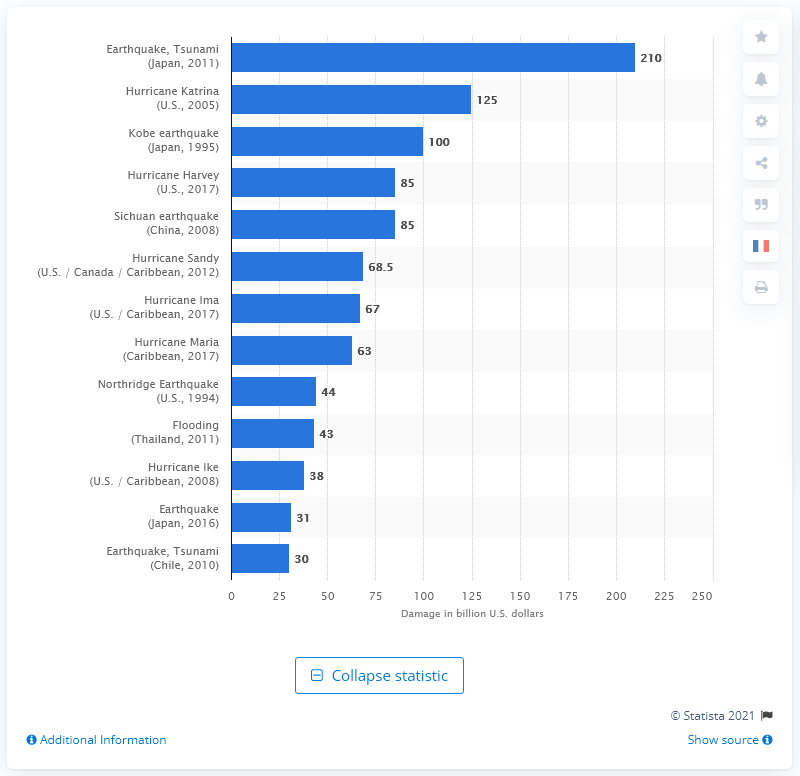 Earthquake, Tsunami
(Japan, 2011)
210
Hurricane Katrina
(U.S., 2005)
125
Kobe earthquake
(Japan, 1995)
100
Hurricane Harvey
(U.S., 2017)
85
Sichuan earthquake
(China, 2008)
85
Hurricane Sandy
(U.S. / Canada / Caribbean, 2012)
68.5
Hurricane Ima
(U.S. / Caribbean, 2017)
67
Hurricane Maria
(Caribbean, 2017)
63
Northridge Earthquake
(U.S., 1994)
44
Flooding
(Thailand, 2011)
43
Hurricane Ike
(U.S. / Caribbean, 2008)
38
Earthquake
(Japan, 2016)
31
Earthquake, Tsunami
(Chile, 2010)
30
0 25 50 75 100 125 150 175 200 225 250
Damage in billion U.S. dollars
Collapse statistic
© Statista 2021
Additional Information
Show source